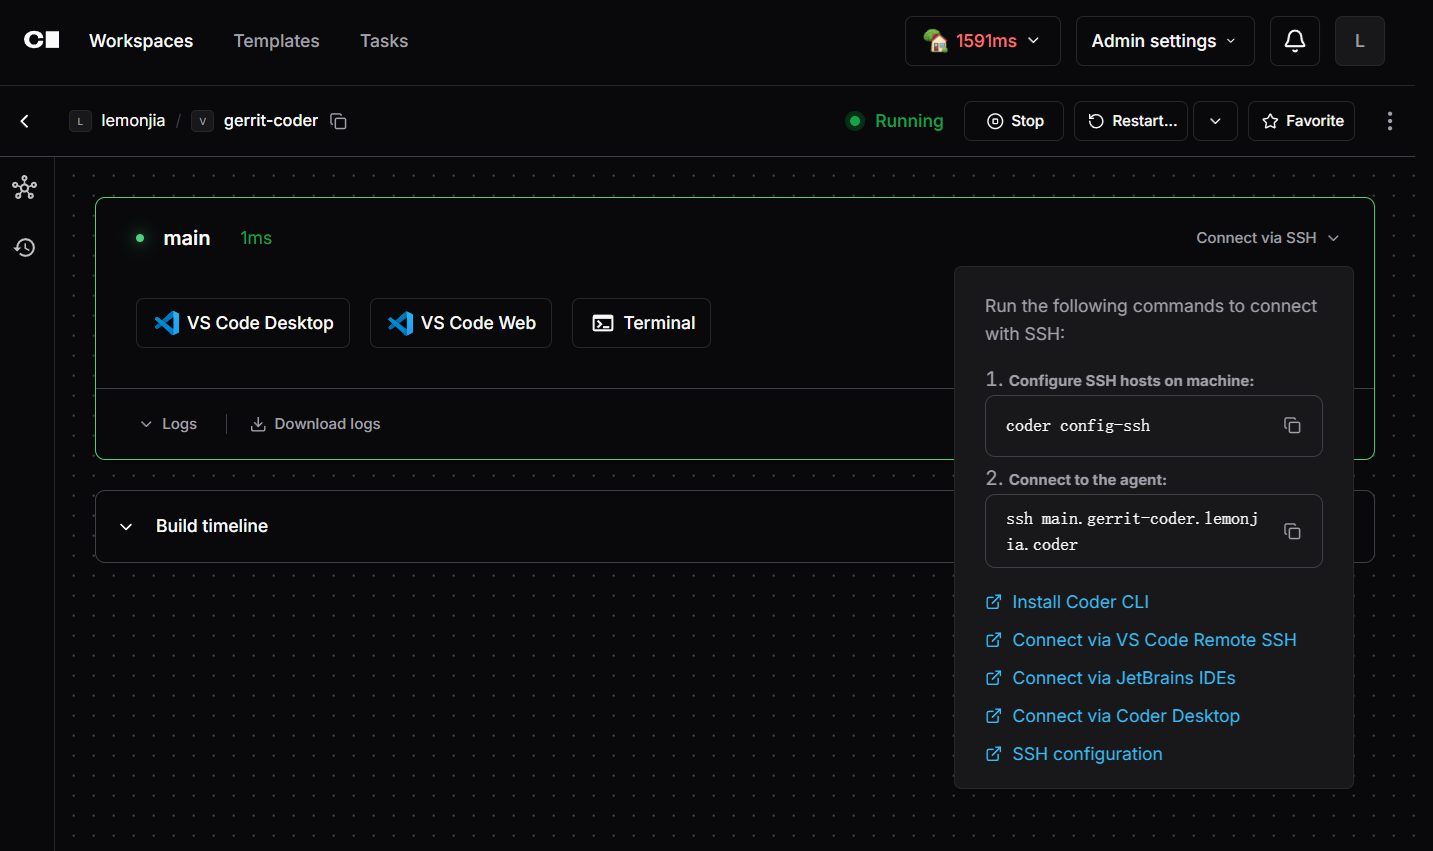 Workspaces Templates Tasks 1591ms Admin settings L
L lemonjia / V gerrit-coder Running Stop Restart... Favorite
main 1ms Connect via SSH
VS Code Desktop VS Code Web Terminal
Logs Download logs
Build timeline
Run the following commands to connect
with SSH:
1. Configure SSH hosts on machine:
coder config-ssh
2. Connect to the agent:
ssh main.gerrit-coder.lemonj
ia.coder
Install Coder CLI
Connect via VS Code Remote SSH
Connect via JetBrains IDEs
Connect via Coder Desktop
SSH configuration